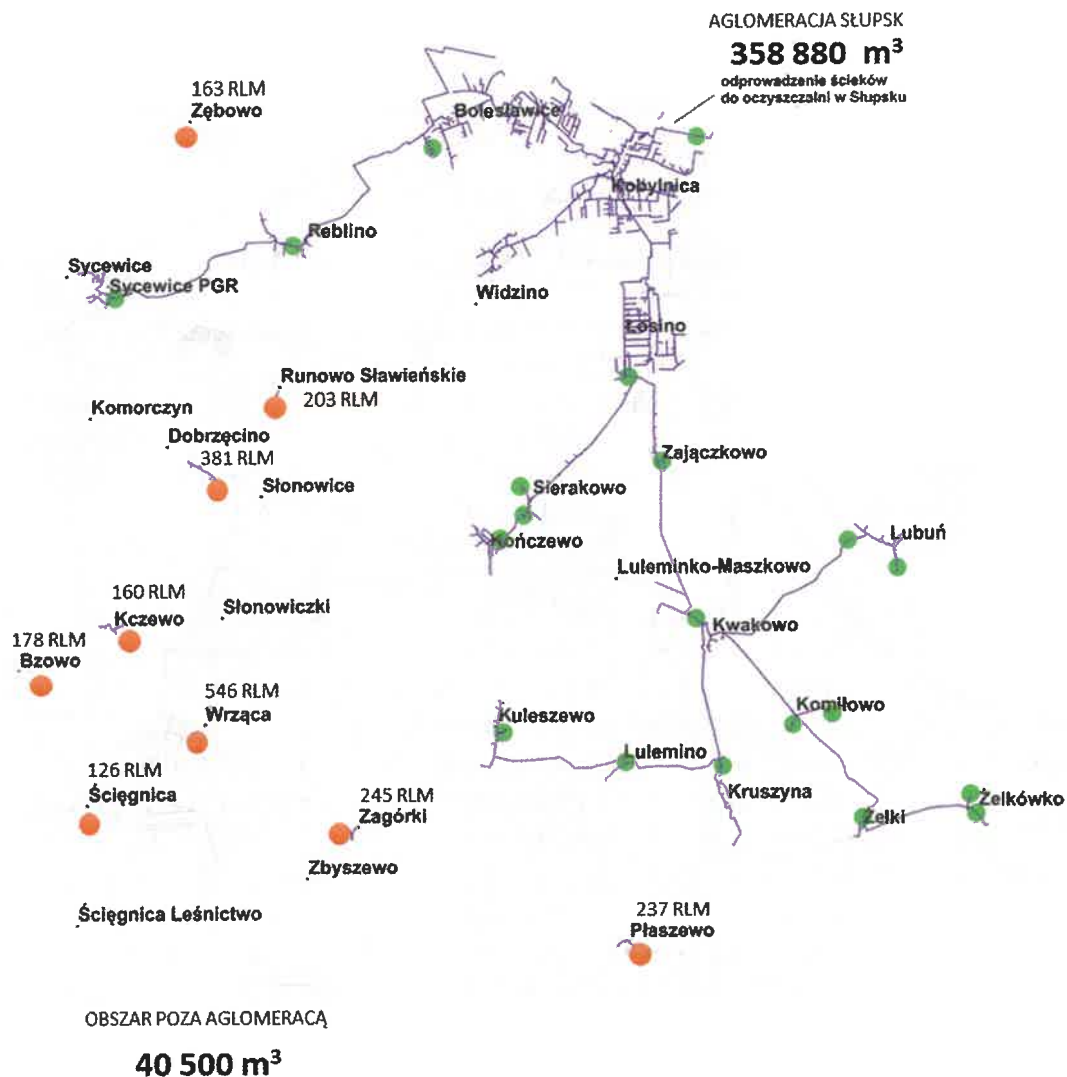 AGLOMERACJA SŁUPSK
358 880 m³
odprowadzenie ścieków
do oczyszczalni w Słupsku
163 RLM
Zębowo
Bolesławice
Kobylnica
Reblino
Sycewice
Sycewice PGR
Widzino
Łosino
Runowo Sławieńskie
203 RLM
Komorczyn
Dobrzęcino
381 RLM
Słonowice
Zajączkowo
Sierakowo
Kończewo
Lubuń
Luleminko-Maszkowo
160 RLM
Kczewo
Słonowiczki
Kwakowo
178 RLM
Bzowo
546 RLM
Wrząca
Komiłowo
Kuleszewo
Lulemino
126 RLM
Ścięgnica
245 RLM
Zagórki
Kruszyna
Żelki
Żelkówko
Zbyszewo
Ścięgnica Leśnictwo
237 RLM
Płaszewo
OBSZAR POZA AGLOMERACĄ
40 500 m³